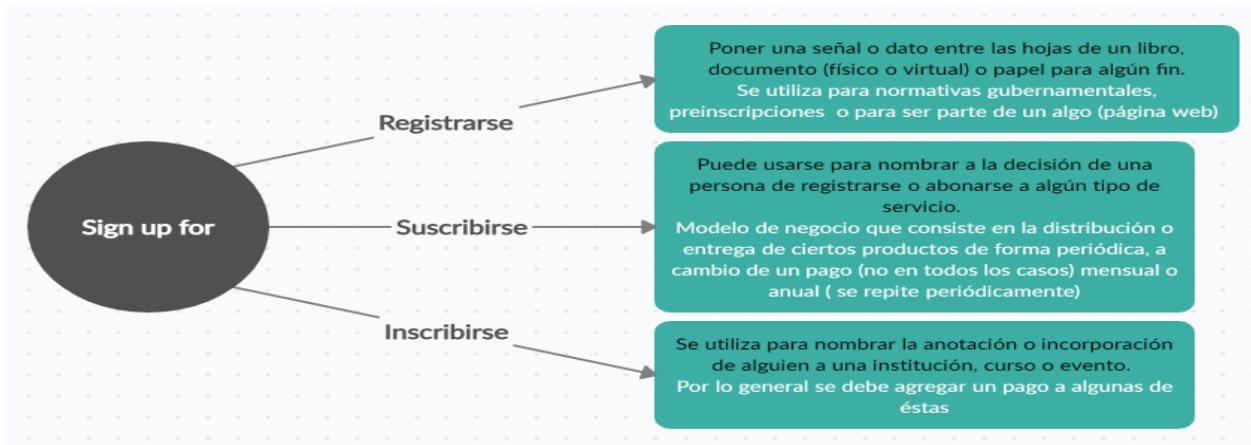 Sign up for
Registrarse
Poner una señal o dato entre las hojas de un libro,
documento (físico o virtual) o papel para algún fin.
Se utiliza para normativas gubernamentales,
preinscripciones o para ser parte de un algo (página web)
Suscribirse
Puede usarse para nombrar a la decisión de una
persona de registrarse o abonarse a algún tipo de
servicio.
Modelo de negocio que consiste en la distribución o
entrega de ciertos productos de forma periódica, a
cambio de un pago (no en todos los casos) mensual o
anual ( se repite periódicamente)
Inscribirse
Se utiliza para nombrar la anotación o incorporación
de alguien a una institución, curso o evento.
Por lo general se debe agregar un pago a algunas de
éstas